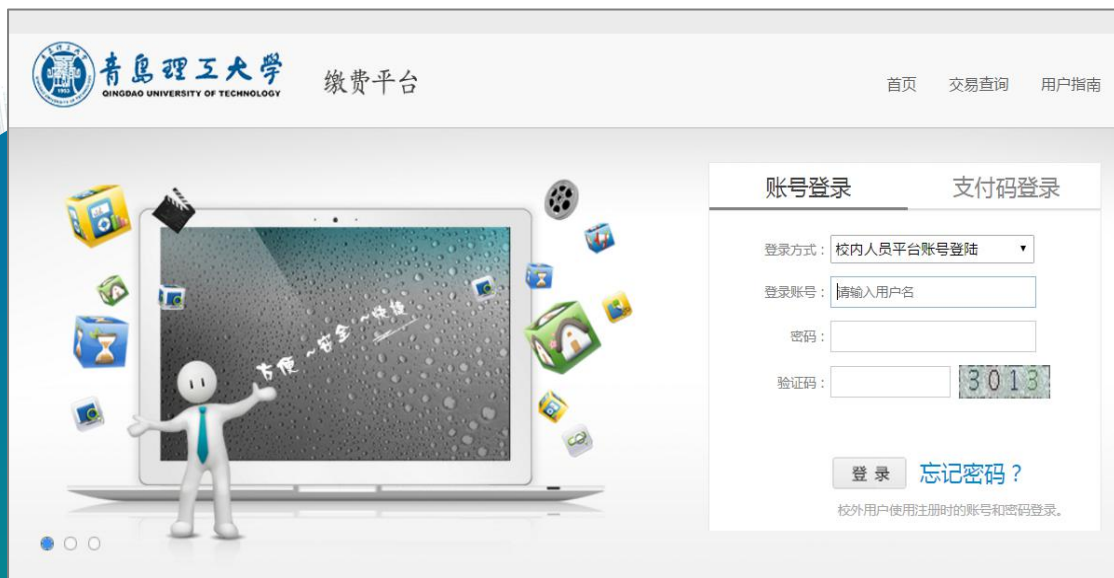 青島理工大學
QINGDAO UNIVERSITY OF TECHNOLOGY
1953
缴费平台
首页 交易查询 用户指南
账号登录 支付码登录
方便~安全~快捷
登录方式： 校内人员平台账号登陆
登录账号： 请输入用户名
密码：
验证码： 3013
登 录 忘记密码？
校外用户使用注册时的账号和密码登录。